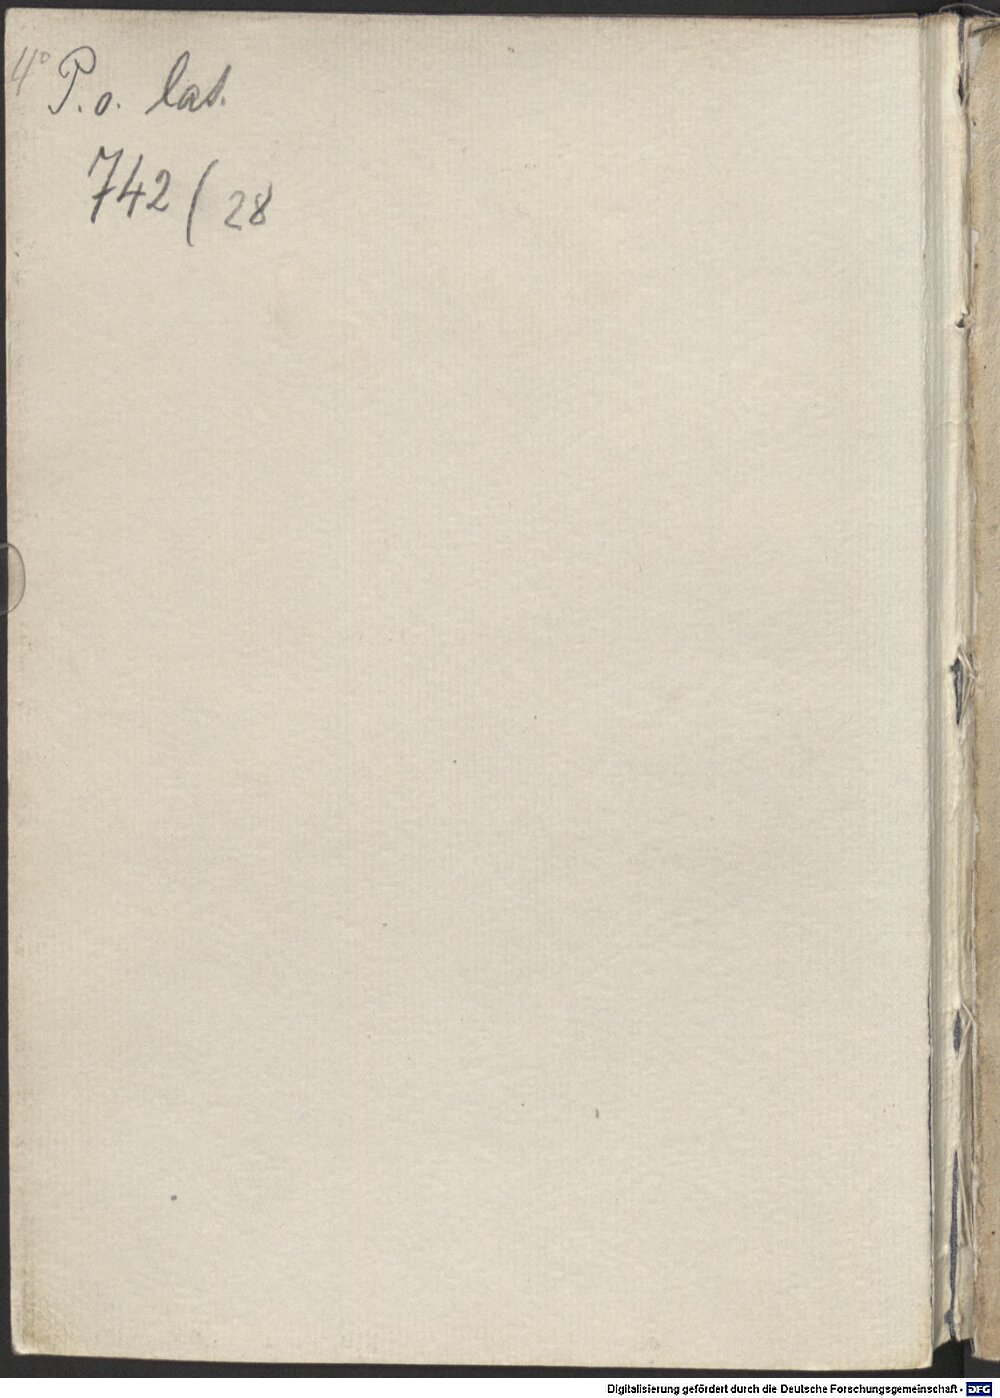 4° P. o. lat.
742 ( 28
Digitalisierung gefördert durch die Deutsche Forschungsgemeinschaft - DFG